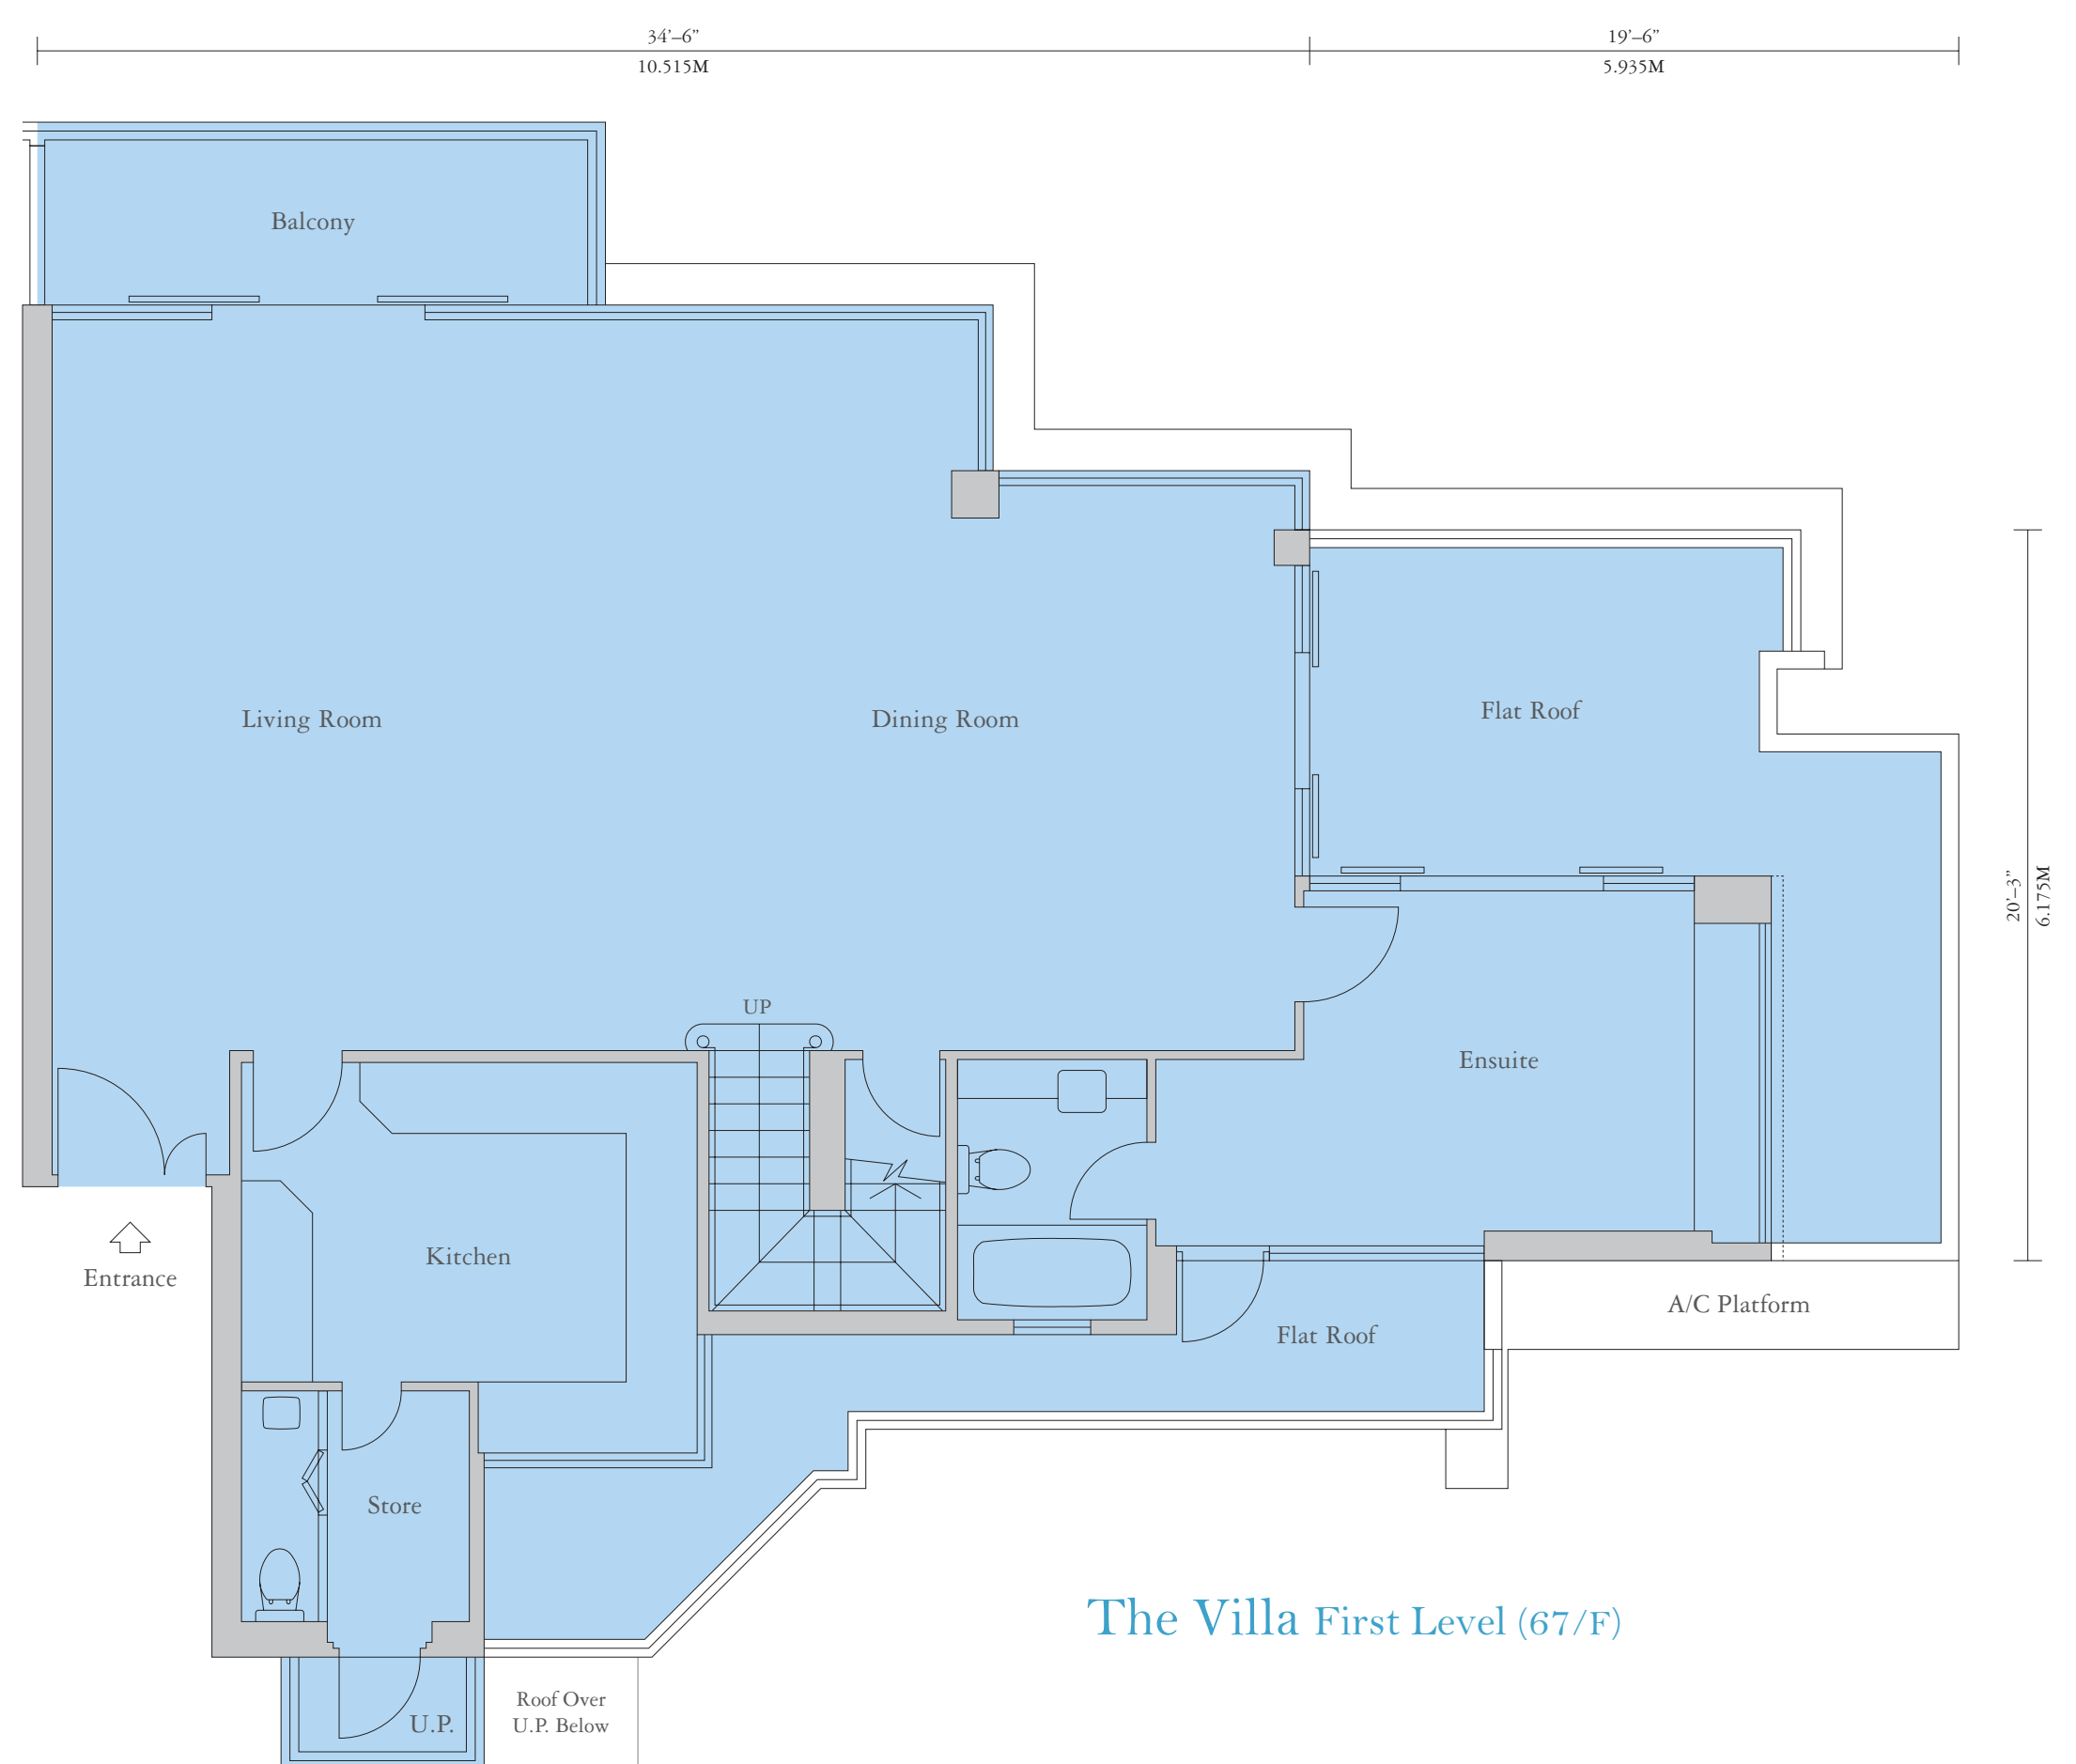 34’–6”
10.515M
19’–6”
5.935M
Balcony
Living Room
Dining Room
Flat Roof
20’–3”
6.175M
UP
Ensuite
Kitchen
Entrance
A/C Platform
Flat Roof
Store
The Villa First Level (67/F)
Roof Over
U.P. Below
U.P.